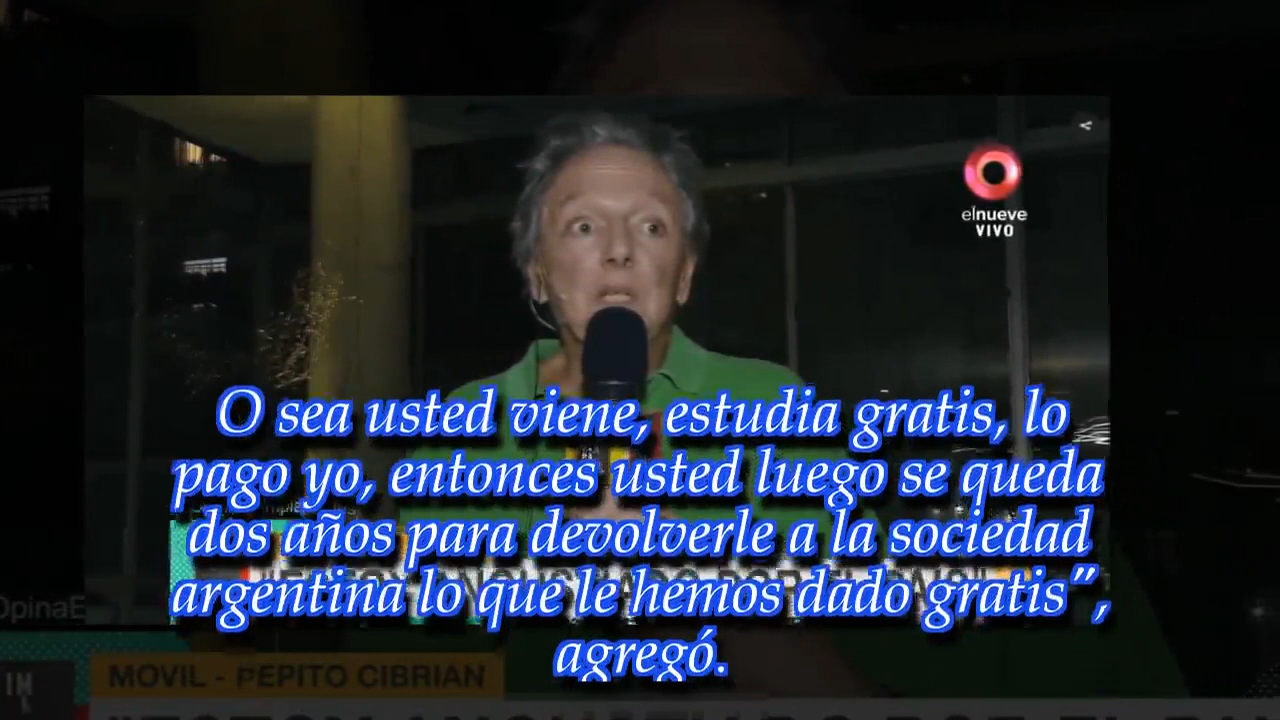 elnueve
VIVO
O sea usted viene, estudia gratis, lo
pago yo, entonces usted luego se queda
dos años para devolverle a la sociedad
argentina lo que le hemos dado gratis”,
agregó.
OpinaE
MOVIL - PEPITO CIBRIAN